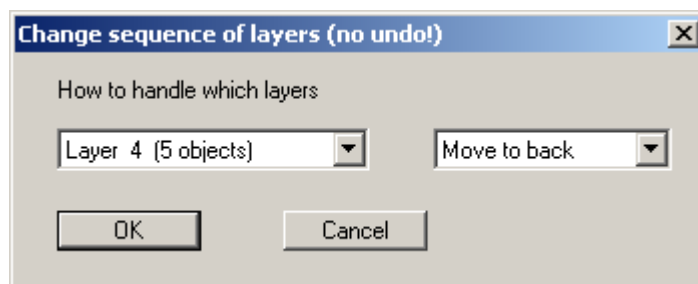 Change sequence of layers (no undo!)
How to handle which layers
Layer  4  (5 objects)
Move to back
OK
Cancel